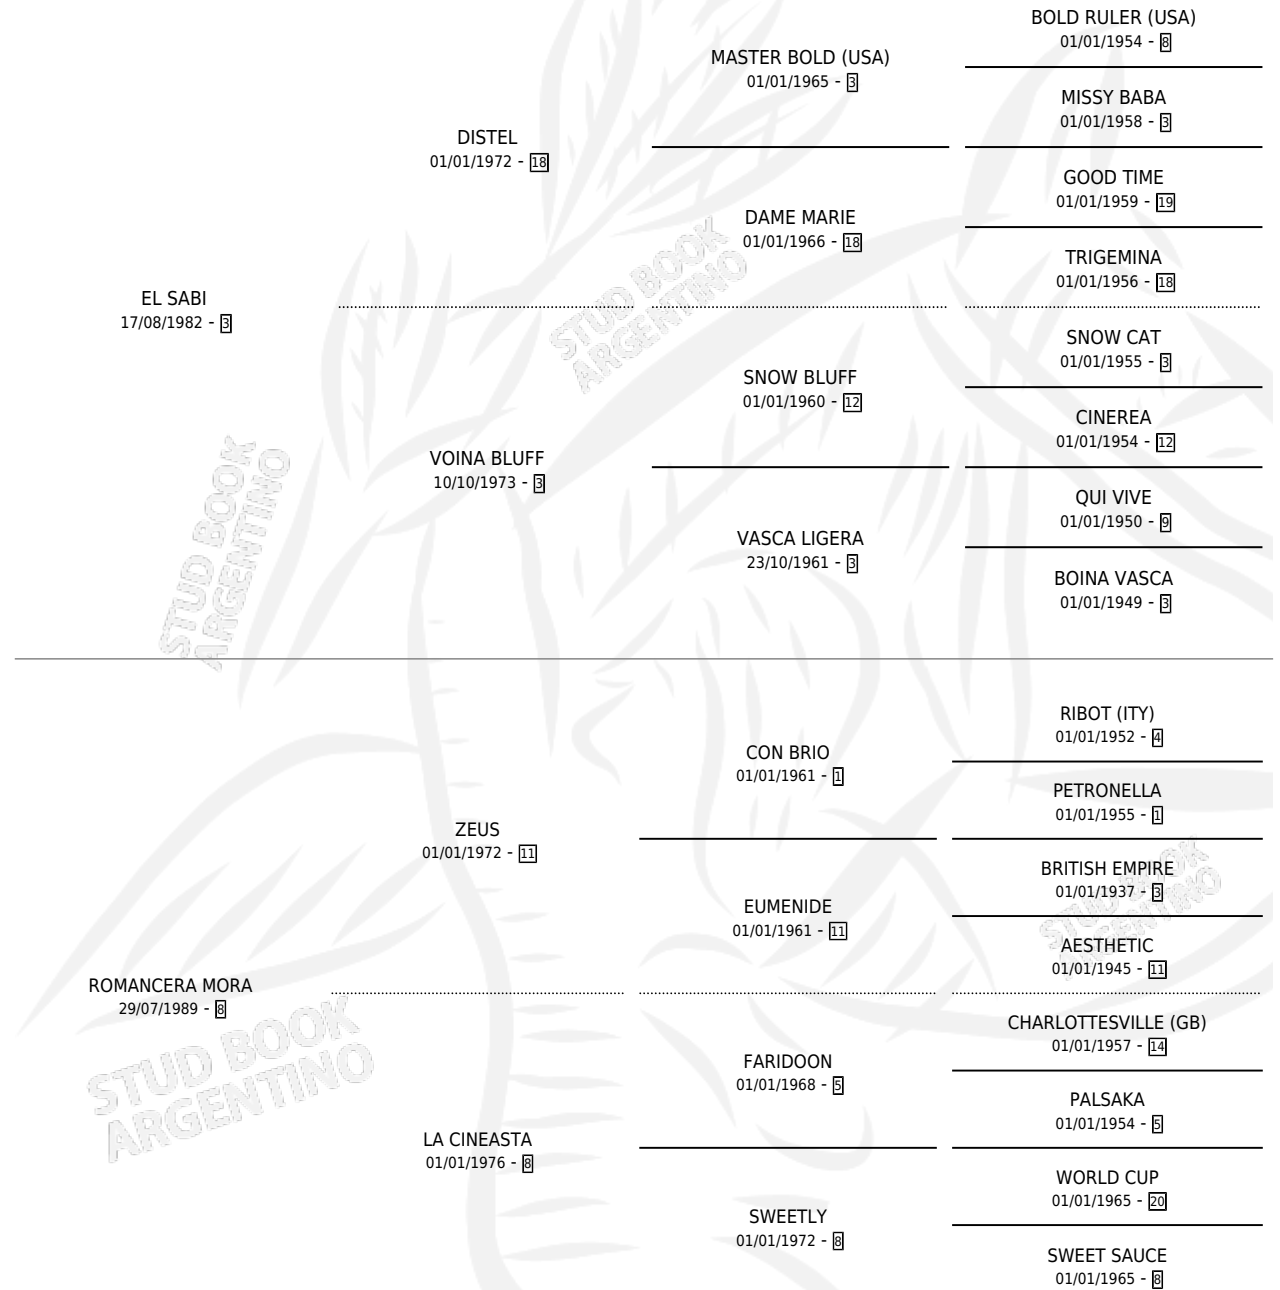 BOLD RULER (USA)
01/01/1954 - 8
MASTER BOLD (USA)
01/01/1965 - 3
MISSY BABA
01/01/1958 - 3
DISTEL
01/01/1972 - 18
GOOD TIME
01/01/1959 - 19
DAME MARIE
01/01/1966 - 18
TRIGEMINA
01/01/1956 - 18
EL SABI
17/08/1982 - 3
STUD BOOK
ARGENTINO
SNOW CAT
01/01/1955 - 3
SNOW BLUFF
01/01/1960 - 12
CINEREA
01/01/1954 - 12
VOINA BLUFF
10/10/1973 - 3
QUI VIVE
01/01/1950 - 9
VASCA LIGERA
23/10/1961 - 3
BOINA VASCA
01/01/1949 - 3
STUD BOOK
ARGENTINO
RIBOT (ITY)
01/01/1952 - 4
CON BRIO
01/01/1961 - 1
PETRONELLA
01/01/1955 - 1
ZEUS
01/01/1972 - 11
BRITISH EMPIRE
01/01/1937 - 3
EUMENIDE
01/01/1961 - 11
AESTHETIC
01/01/1945 - 11
STUD BOOK
ARGENTINO
ROMANCERA MORA
29/07/1989 - 8
CHARLOTTESVILLE (GB)
01/01/1957 - 14
FARIDOON
01/01/1968 - 5
PALSAKA
01/01/1954 - 5
STUD BOOK
ARGENTINO
LA CINEASTA
01/01/1976 - 8
WORLD CUP
01/01/1965 - 20
SWEETLY
01/01/1972 - 8
SWEET SAUCE
01/01/1965 - 8